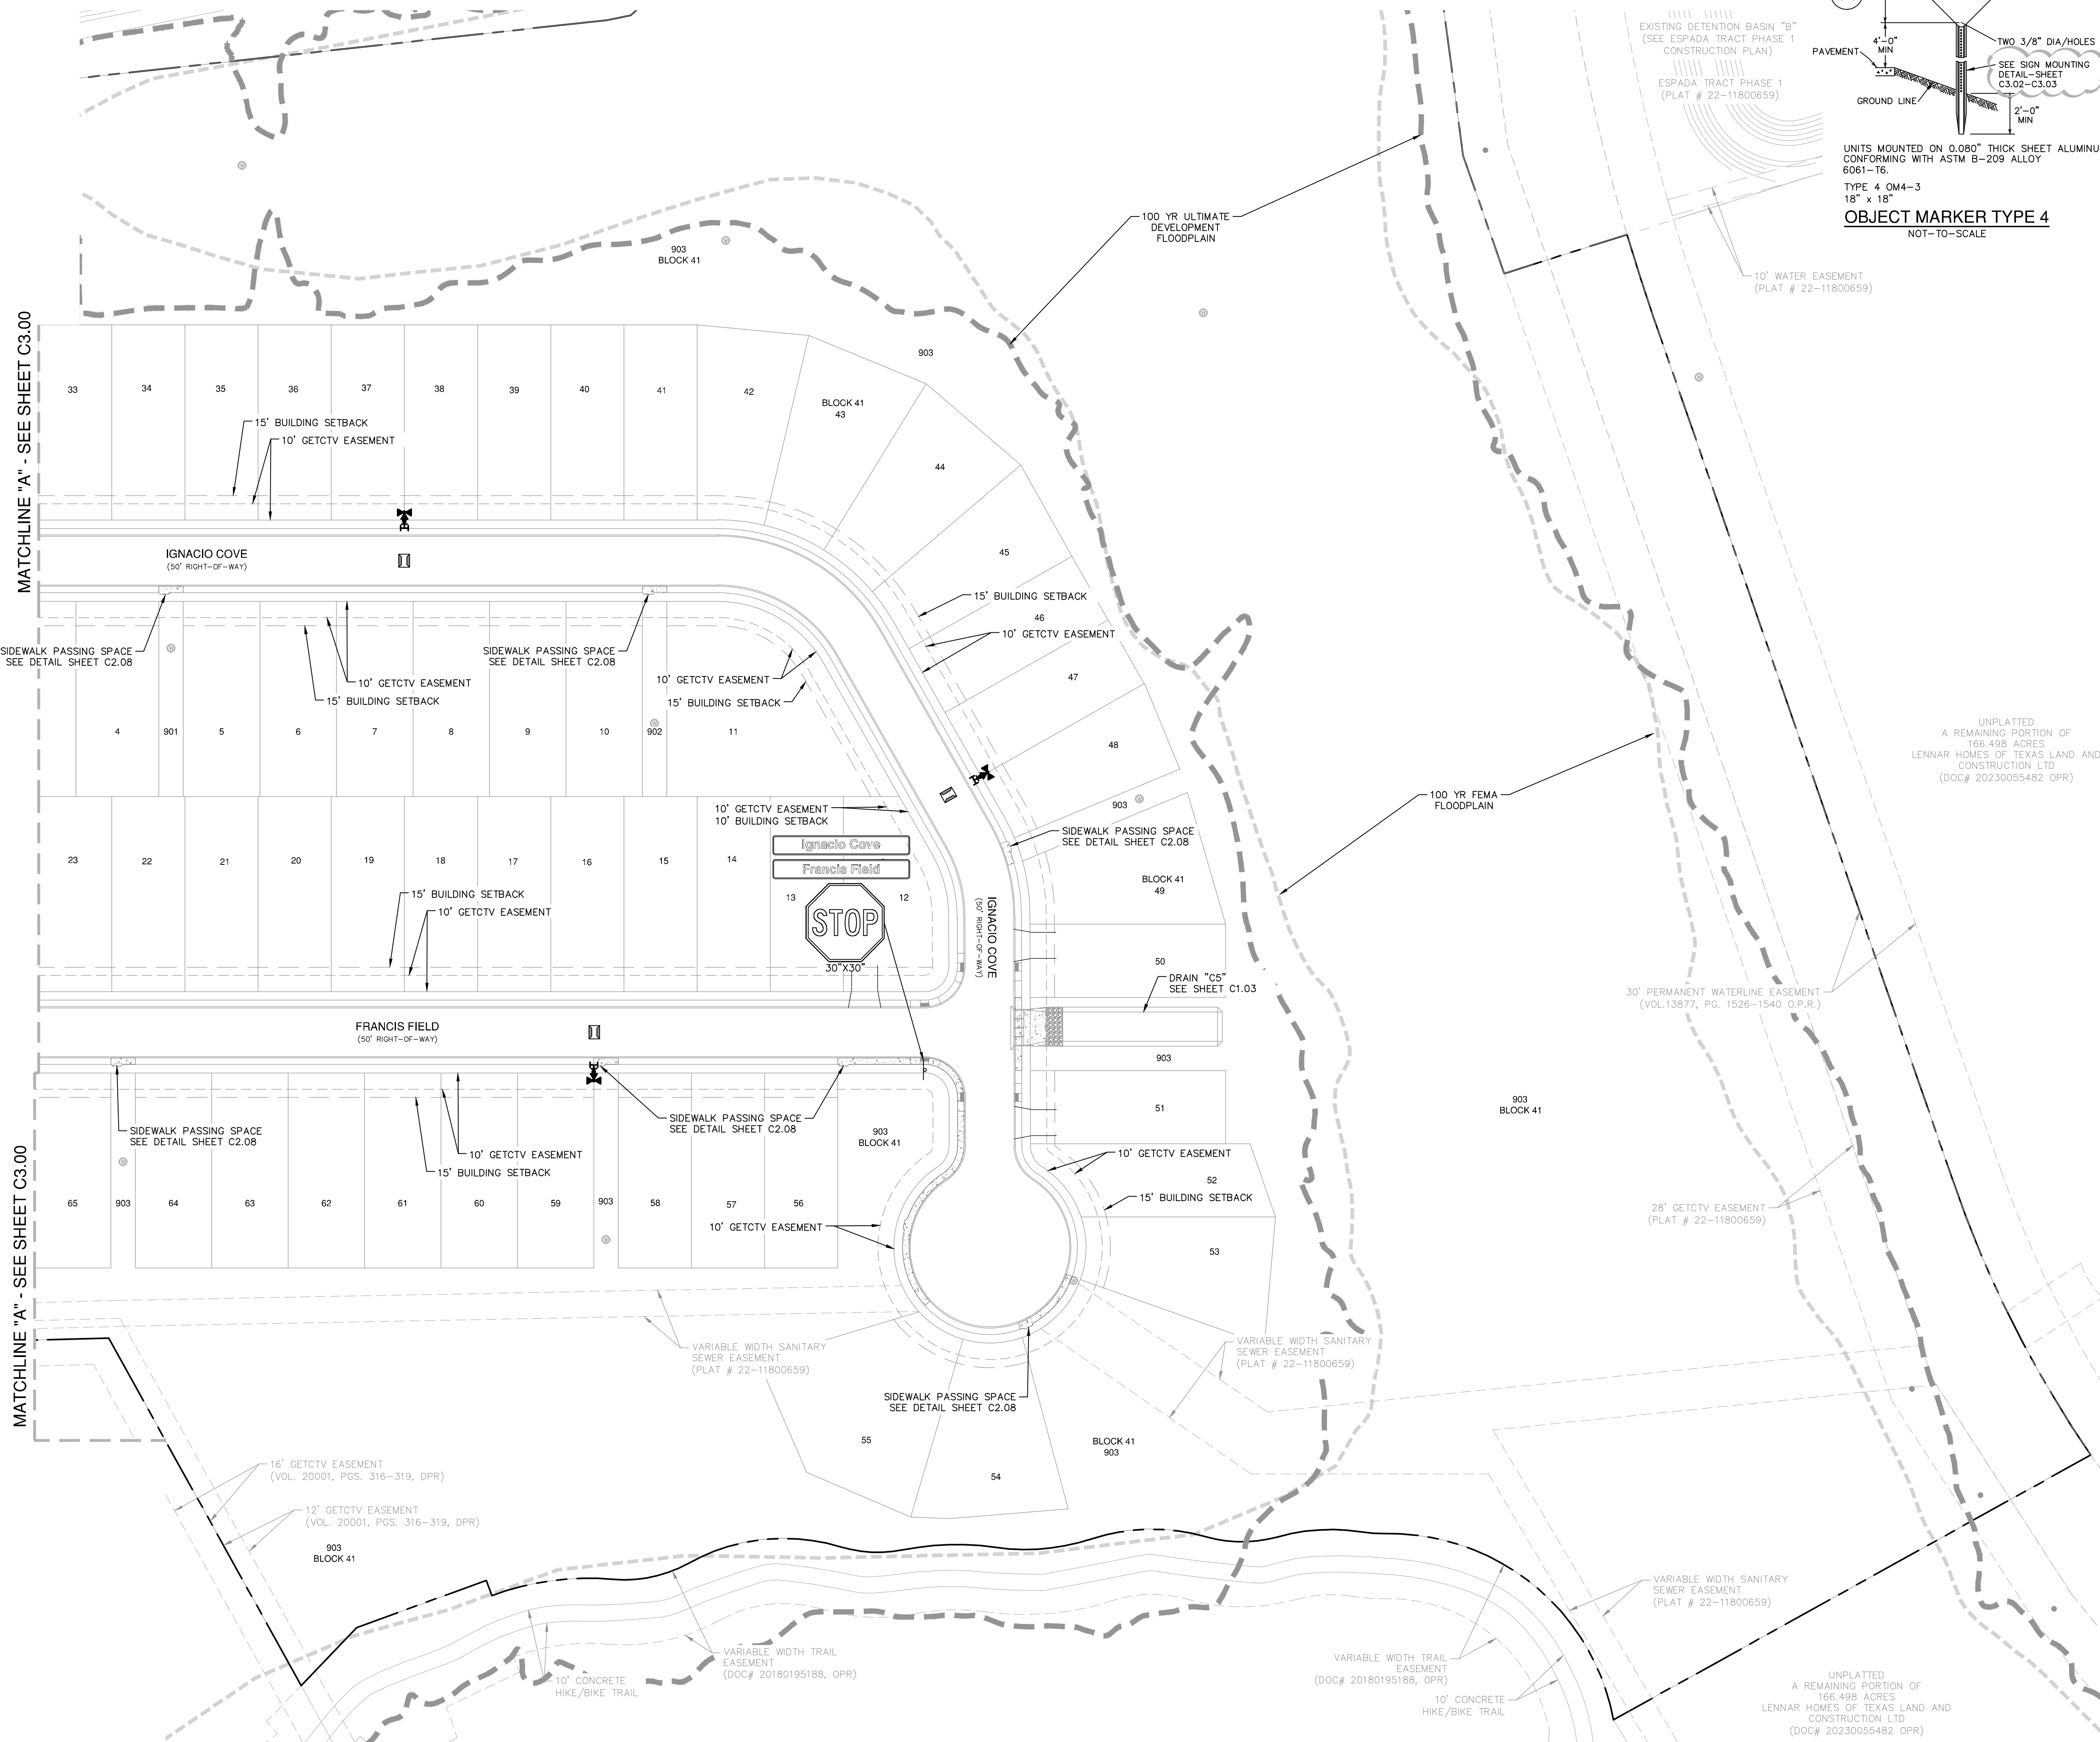 EXISTING DETENTION BASIN "B"
(SEE ESPADA TRACT PHASE 1
CONSTRUCTION PLAN)
ESPADA TRACT PHASE 1
(PLAT # 22-11800659)
PAVEMENT
4'-0"
MIN
GROUND LINE
TWO 3/8" DIA/HOLES
SEE SIGN MOUNTING
DETAIL-SHEET
C3.02-C3.03
2'-0"
MIN
UNITS MOUNTED ON 0.080" THICK SHEET ALUMINU
CONFORMING WITH ASTM B-209 ALLOY
6061-T6.
TYPE 4 OM4-3
18" x 18"
OBJECT MARKER TYPE 4
NOT-TO-SCALE
100 YR ULTIMATE
DEVELOPMENT
FLOODPLAIN
903
BLOCK 41
10' WATER EASEMENT
(PLAT # 22-11800659)
MATCHLINE "A" - SEE SHEET C3.00
903
33
34
35
36
37
38
39
40
41
42
BLOCK 41
43
44
45
46
47
48
15' BUILDING SETBACK
10' GETCTV EASEMENT
IGNACIO COVE
(50' RIGHT-OF-WAY)
15' BUILDING SETBACK
10' GETCTV EASEMENT
SIDEWALK PASSING SPACE
SEE DETAIL SHEET C2.08
SIDEWALK PASSING SPACE
SEE DETAIL SHEET C2.08
10' GETCTV EASEMENT
15' BUILDING SETBACK
10' GETCTV EASEMENT
15' BUILDING SETBACK
4
901
5
6
7
8
9
10
902
11
UNPLATTED
A REMAINING PORTION OF
166.498 ACRES
LENNAR HOMES OF TEXAS LAND AND
CONSTRUCTION LTD
(DOC# 20230055482 OPR)
100 YR FEMA
FLOODPLAIN
903
10' GETCTV EASEMENT
10' BUILDING SETBACK
SIDEWALK PASSING SPACE
SEE DETAIL SHEET C2.08
Ignacio Cove
Francis Field
STOP
30"X30"
23
22
21
20
19
18
17
16
15
14
13
12
15' BUILDING SETBACK
10' GETCTV EASEMENT
IGNACIO COVE
(50' RIGHT-OF-WAY)
BLOCK 41
49
50
DRAIN "C5"
SEE SHEET C1.03
30' PERMANENT WATERLINE EASEMENT
(VOL.13877, PG. 1526-1540 O.P.R.)
FRANCIS FIELD
(50' RIGHT-OF-WAY)
903
51
903
BLOCK 41
SIDEWALK PASSING SPACE
SEE DETAIL SHEET C2.08
SIDEWALK PASSING SPACE
SEE DETAIL SHEET C2.08
903
BLOCK 41
10' GETCTV EASEMENT
15' BUILDING SETBACK
10' GETCTV EASEMENT
52
15' BUILDING SETBACK
MATCHLINE "A" - SEE SHEET C3.00
65
903
64
63
62
61
60
59
903
58
57
56
10' GETCTV EASEMENT
53
28' GETCTV EASEMENT
(PLAT # 22-11800659)
VARIABLE WIDTH SANITARY
SEWER EASEMENT
(PLAT # 22-11800659)
VARIABLE WIDTH SANITARY
SEWER EASEMENT
(PLAT # 22-11800659)
SIDEWALK PASSING SPACE
SEE DETAIL SHEET C2.08
55
54
BLOCK 41
903
16' GETCTV EASEMENT
(VOL. 20001, PGS. 316-319, DPR)
12' GETCTV EASEMENT
(VOL. 20001, PGS. 316-319, DPR)
903
BLOCK 41
VARIABLE WIDTH SANITARY
SEWER EASEMENT
(PLAT # 22-11800659)
VARIABLE WIDTH TRAIL
EASEMENT
(DOC# 20180195188, OPR)
10' CONCRETE
HIKE/BIKE TRAIL
VARIABLE WIDTH TRAIL
EASEMENT
(DOC# 20180195188, OPR)
10' CONCRETE
HIKE/BIKE TRAIL
UNPLATTED
A REMAINING PORTION OF
166.498 ACRES
LENNAR HOMES OF TEXAS LAND AND
CONSTRUCTION LTD
(DOC# 20230055482 OPR)